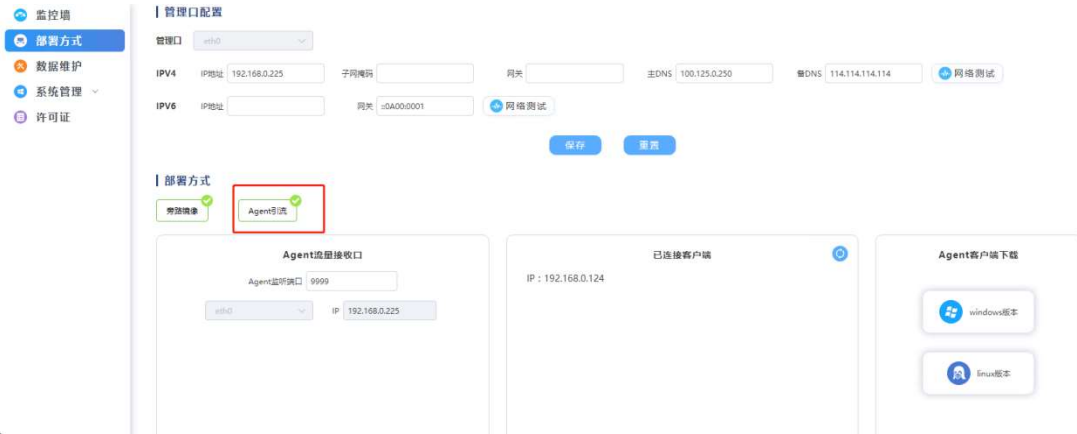 监控墙
部署方式
数据维护
系统管理
许可证
管理口配置
管理口 eth0
IPV4 IP地址 192.168.0.225 子网掩码 网关 主DNS 100.125.0.250 备DNS 114.114.114.114 网络测试
IPV6 IP地址 网关 ::0A00:0001 网络测试
保存 重置
部署方式
旁路镜像 Agent引流
Agent流量接收口 已连接客户端 Agent客户端下载
Agent监听端口 9999
IP：192.168.0.124
eth0 IP 192.168.0.225
windows版本
linux版本